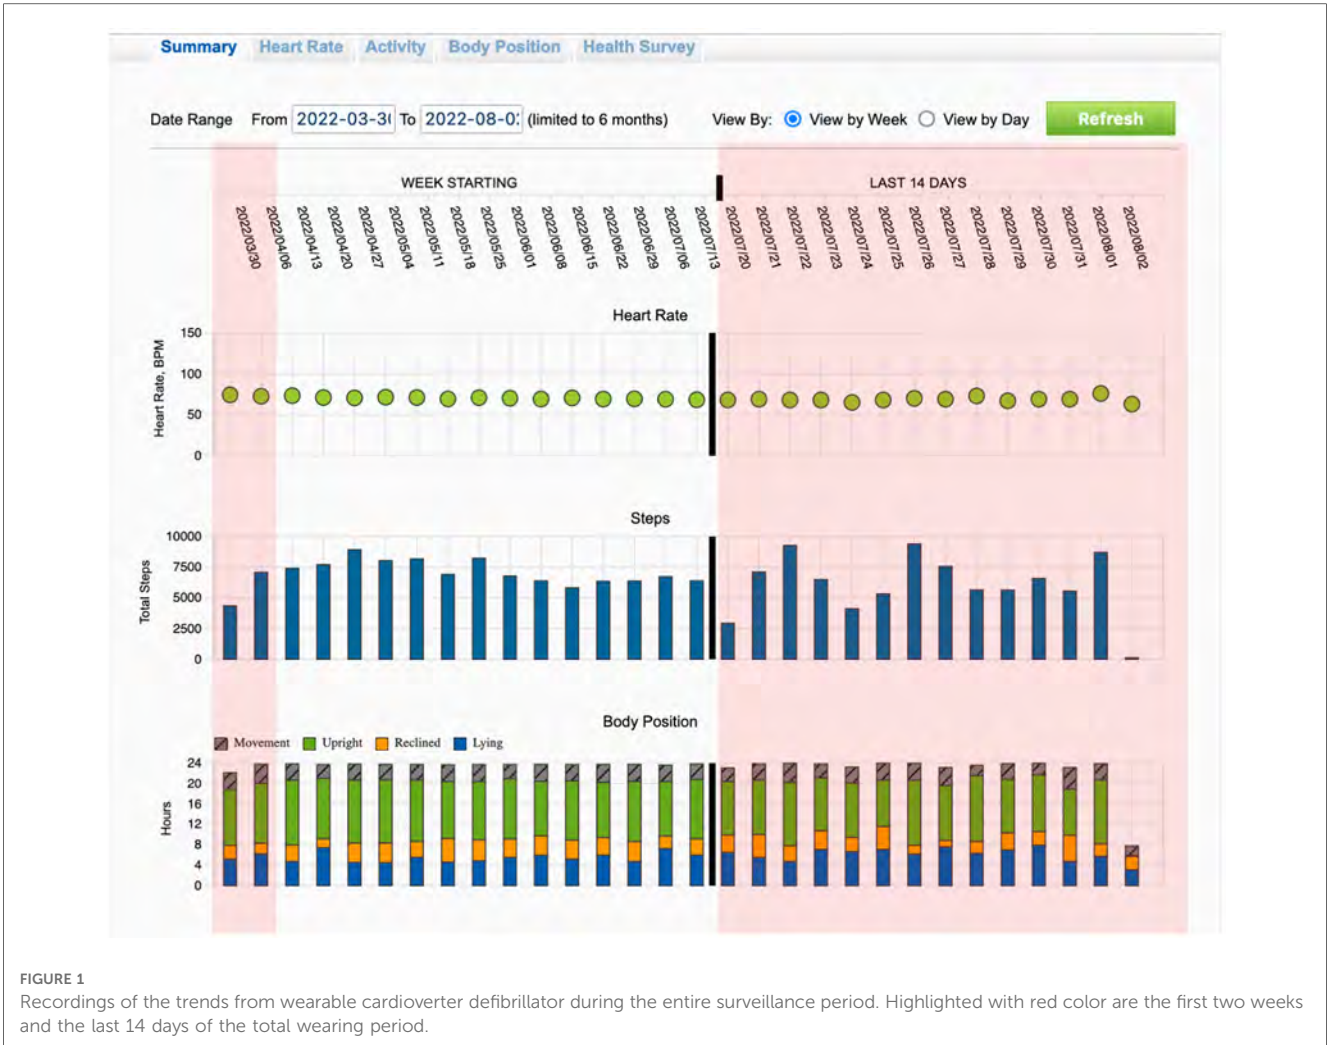 Summary Heart Rate Activity Body Position Health Survey
Date Range From 2022-03-3 To 2022-08-0 (limited to 6 months) View By: View by Week View by Day Refresh
WEEK STARTING LAST 14 DAYS
2022/03/30 2022/04/06 2022/04/13 2022/04/20 2022/04/27 2022/05/04 2022/05/11 2022/05/18 2022/05/25 2022/06/01 2022/06/08 2022/06/15 2022/06/22 2022/06/29 2022/07/06 2022/07/13 2022/07/20 2022/07/21 2022/07/22 2022/07/23 2022/07/24 2022/07/25 2022/07/26 2022/07/27 2022/07/28 2022/07/29 2022/07/30 2022/07/31 2022/08/01 2022/08/02
Heart Rate
Heart Rate, BPM
150
100
50
0
Steps
Total Steps
10000
7500
5000
2500
0
Body Position
Movement Upright Reclined Lying
Hours
24
20
16
12
8
4
0
FIGURE 1
Recordings of the trends from wearable cardioverter defibrillator during the entire surveillance period. Highlighted with red color are the first two weeks
and the last 14 days of the total wearing period.